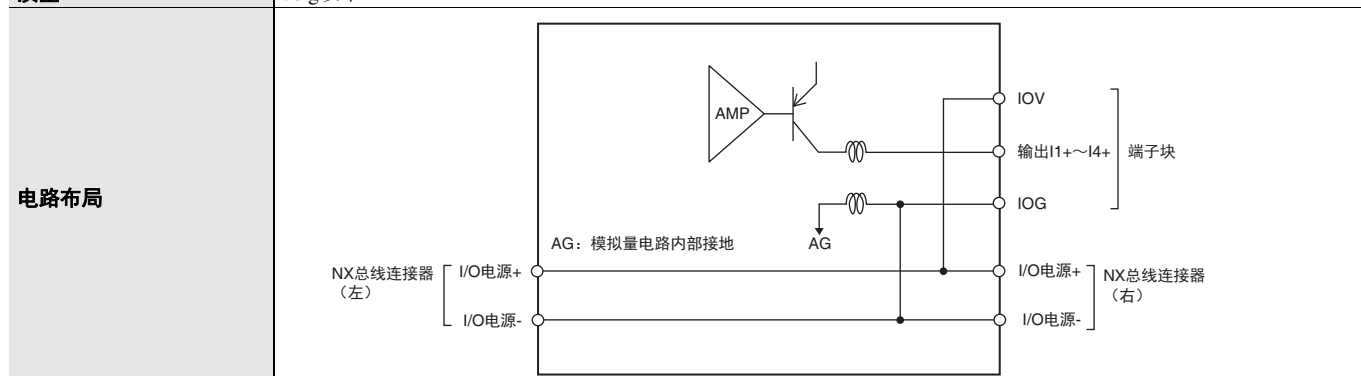 电路布局
AMP
IOV
输出I1+～I4+
端子块
IOG
AG：模拟量电路内部接地
AG
NX总线连接器
（左）
I/O电源+
I/O电源-
I/O电源+
I/O电源-
NX总线连接器
（右）